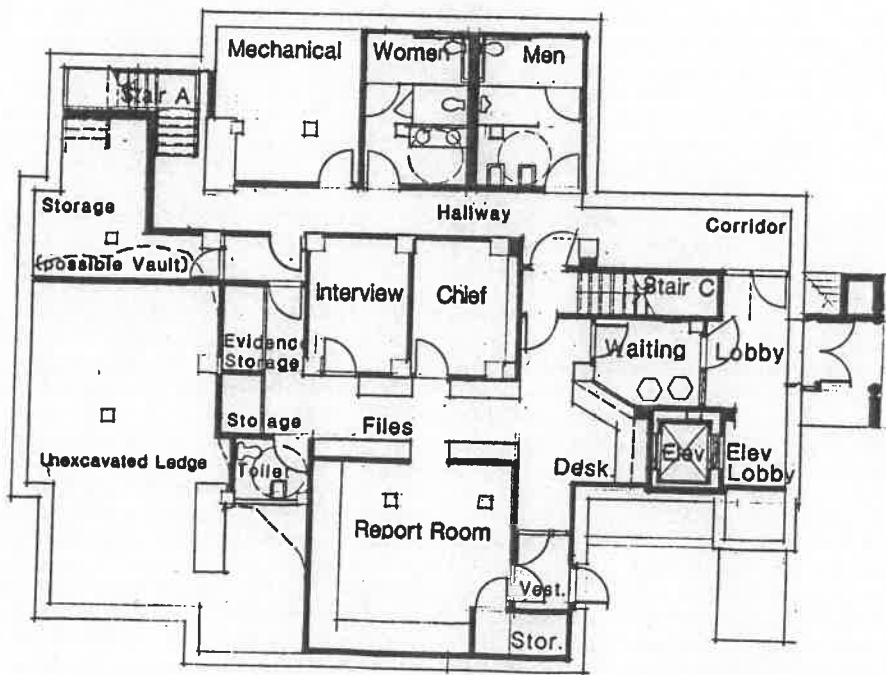 Mechanical
Women
Men
Stair A
Storage
Hallway
Corridor
(possible Vault)
Interview
Chief
Stair C
Evidence
Storage
Waiting
Lobby
Storage
Files
Unexcavated Ledge
Toilet
Desk.
Elev
Elev
Lobby
Report Room
Vest.
Stor.